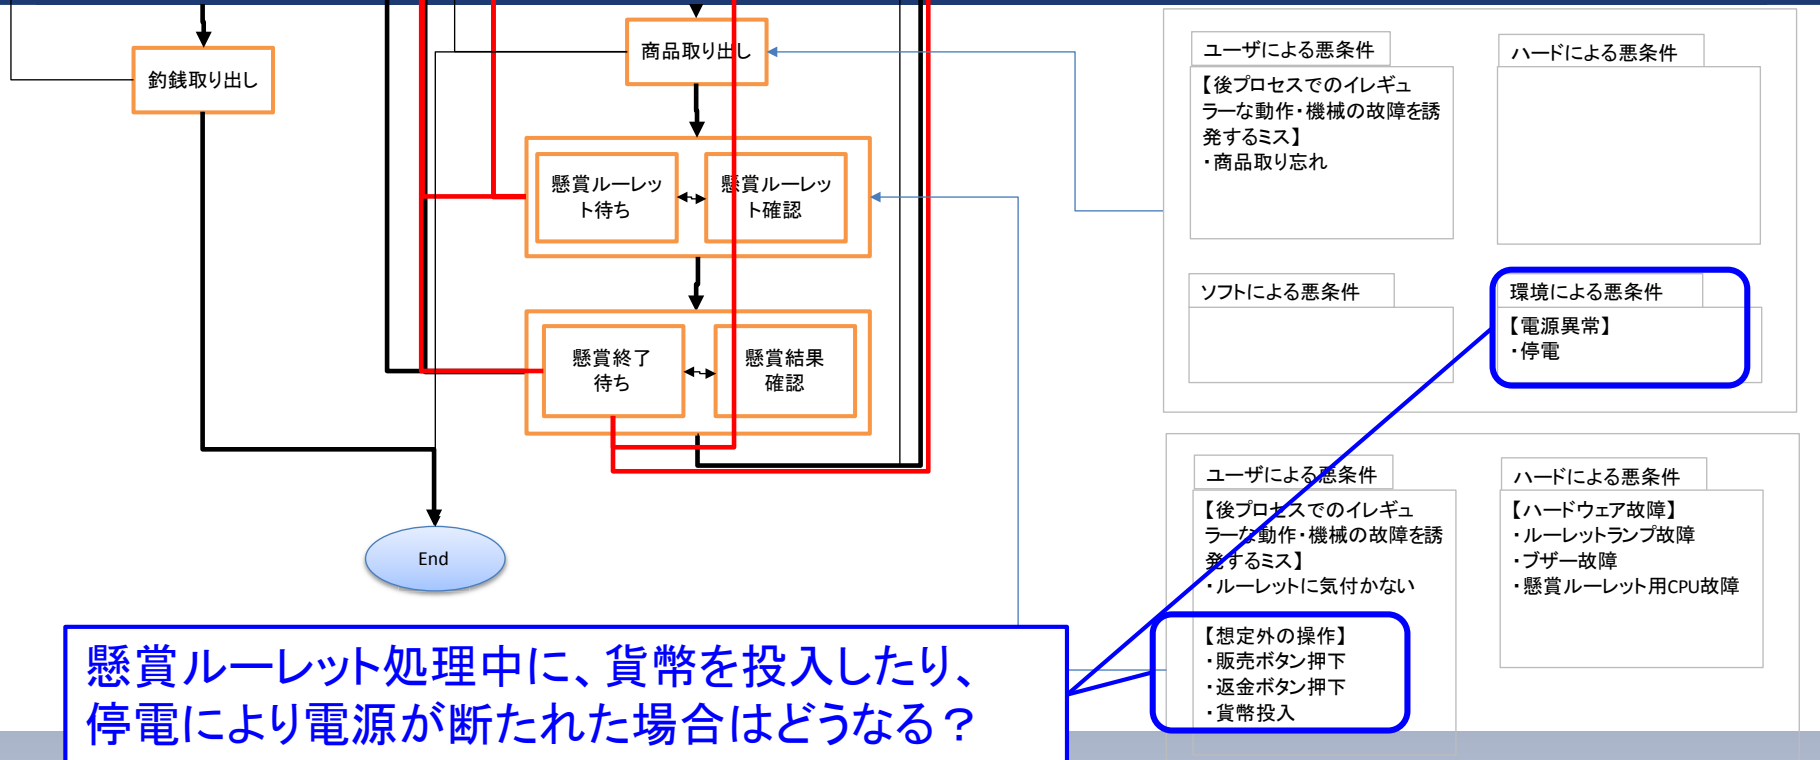 釣銭取り出し
商品取り出し
懸賞ルーレッ
ト待ち
懸賞ルーレッ
ト確認
懸賞終了
待ち
懸賞結果
確認
End
ユーザによる悪条件
【後プロセスでのイレギュ
ラーな動作・機械の故障を誘
発するミス】
・商品取り忘れ
ハードによる悪条件
ソフトによる悪条件
環境による悪条件
【電源異常】
・停電
ユーザによる悪条件
【後プロセスでのイレギュ
ラーな動作・機械の故障を誘
発するミス】
・ルーレットに気付かない
【想定外の操作】
・販売ボタン押下
・返金ボタン押下
・貨幣投入
ハードによる悪条件
【ハードウェア故障】
・ルーレットランプ故障
・ブザー故障
・懸賞ルーレット用CPU故障
懸賞ルーレット処理中に、貨幣を投入したり、
停電により電源が断たれた場合はどうなる？